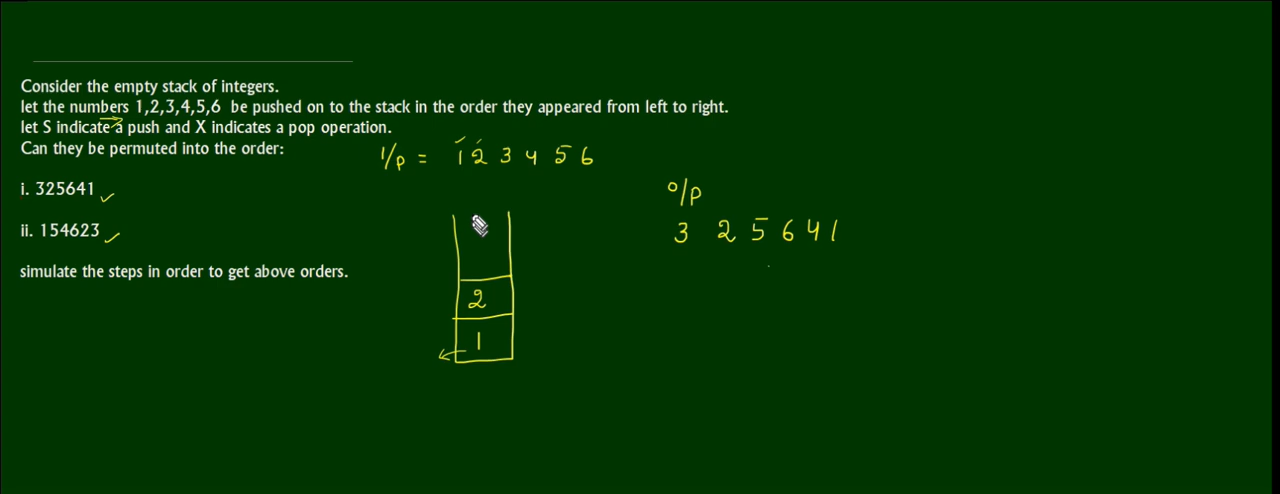 Consider the empty stack of integers.
let the numbers 1,2,3,4,5,6 be pushed on to the stack in the order they appeared from left to right.
let S indicate a push and X indicates a pop operation.
Can they be permuted into the order:
I/p = 1 2 3 4 5 6
i. 325641
o/p
ii. 154623
3 2 5 6 4 1
simulate the steps in order to get above orders.
2
1